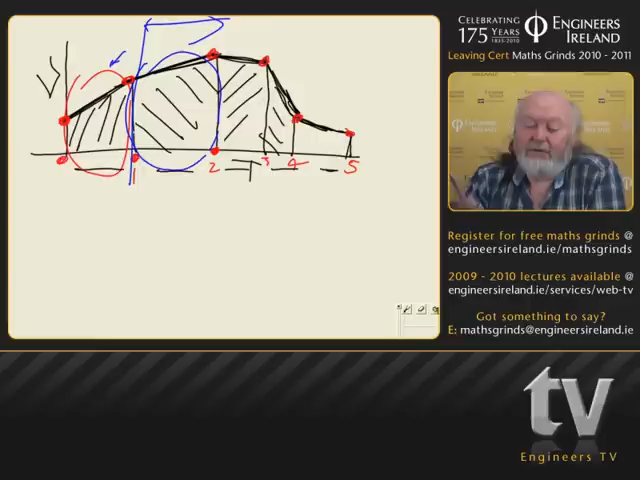 CELEBRATING
175 YEARS
1835-2010
ENGINEERS
IRELAND
Leaving Cert Maths Grinds 2010 - 2011
V
1 2 3 4 5
T
Register for free maths grinds @
engineersireland.ie/mathsgrinds
2009 - 2010 lectures available @
engineersireland.ie/services/web-tv
Got something to say?
E: mathsgrinds@engineersireland.ie
tv
Engineers TV